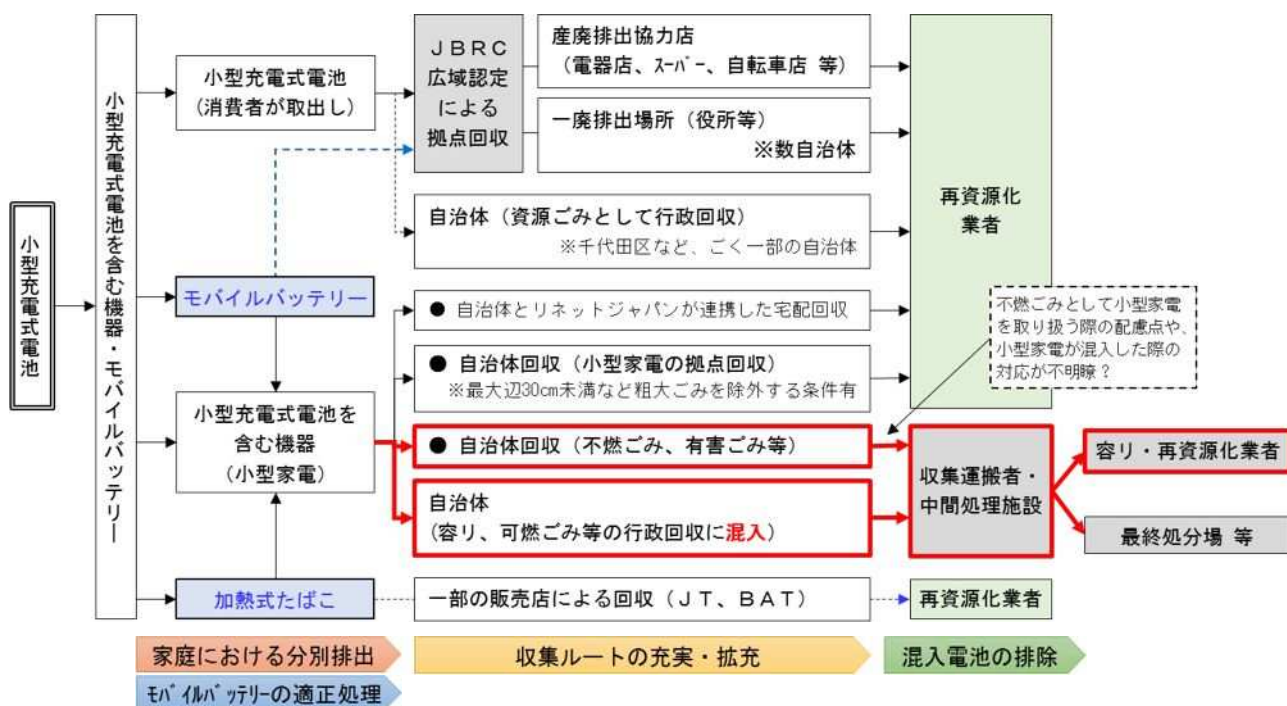 小型充電式電池
小型充電式電池を含む機器・モバイルバッテリー
小型充電式電池
(消費者が取出し)
モバイルバッテリー
小型充電式電池を
含む機器
(小型家電)
加熱式たばこ
ＪＢＲＣ
広域認定
による
拠点回収
産廃排出協力店
(電器店、ｽｰﾊﾟｰ、自転車店 等)
一廃排出場所（役所等）
※数自治体
自治体（資源ごみとして行政回収）
※千代田区など、ごく一部の自治体
● 自治体とリネットジャパンが連携した宅配回収
● 自治体回収（小型家電の拠点回収）
※最大辺30cm未満など粗大ごみを除外する条件有
● 自治体回収（不燃ごみ、有害ごみ等）
自治体
(容リ、可燃ごみ等の行政回収に混入)
一部の販売店による回収（ＪＴ、ＢＡＴ）
再資源化
業者
不燃ごみとして小型家電
を取り扱う際の配慮点や、
小型家電が混入した際の
対応が不明瞭？
収集運搬者・
中間処理施設
容リ・再資源化業者
最終処分場 等
再資源化業者
家庭における分別排出
収集ルートの充実・拡充
混入電池の排除
ﾓﾊﾞｲﾙﾊﾞｯﾃﾘｰの適正処理